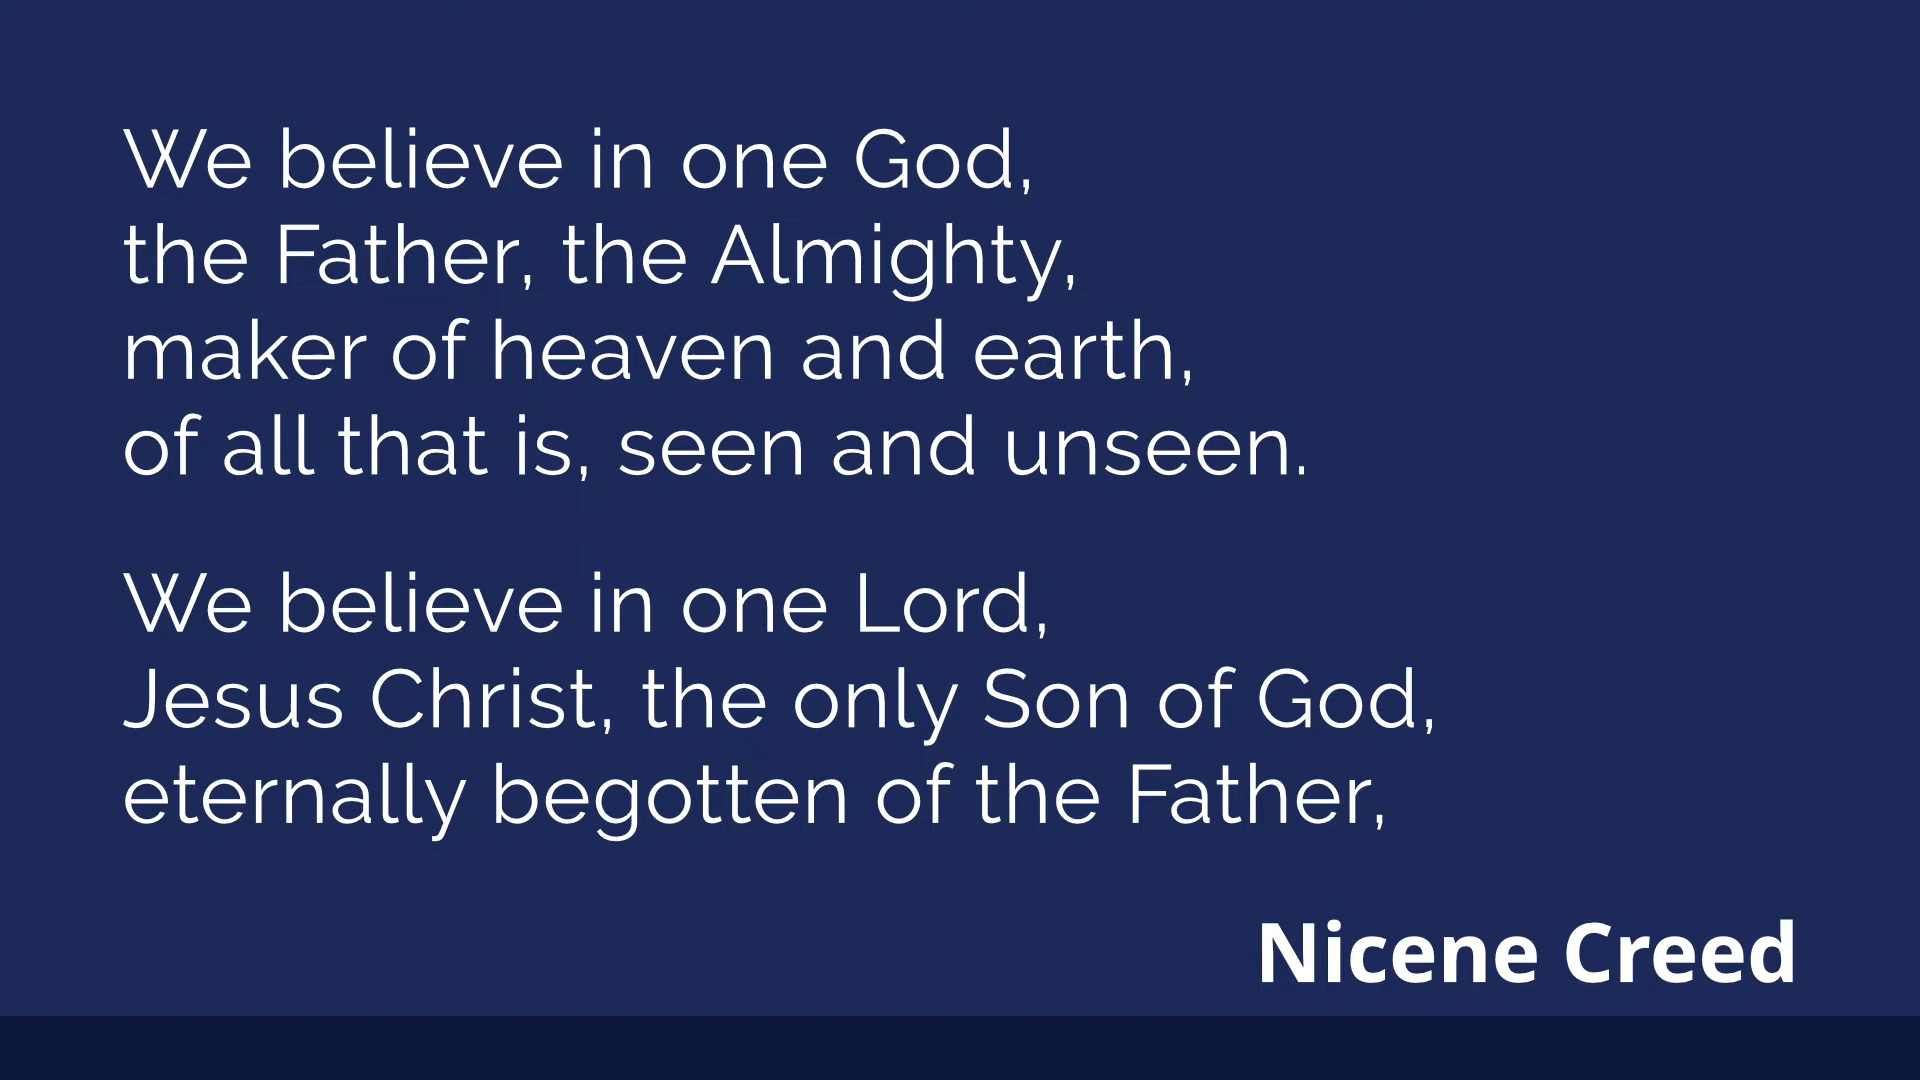 We believe in one God,
the Father, the Almighty,
maker of heaven and earth,
of all that is, seen and unseen.
We believe in one Lord,
Jesus Christ, the only Son of God,
eternally begotten of the Father,
Nicene Creed